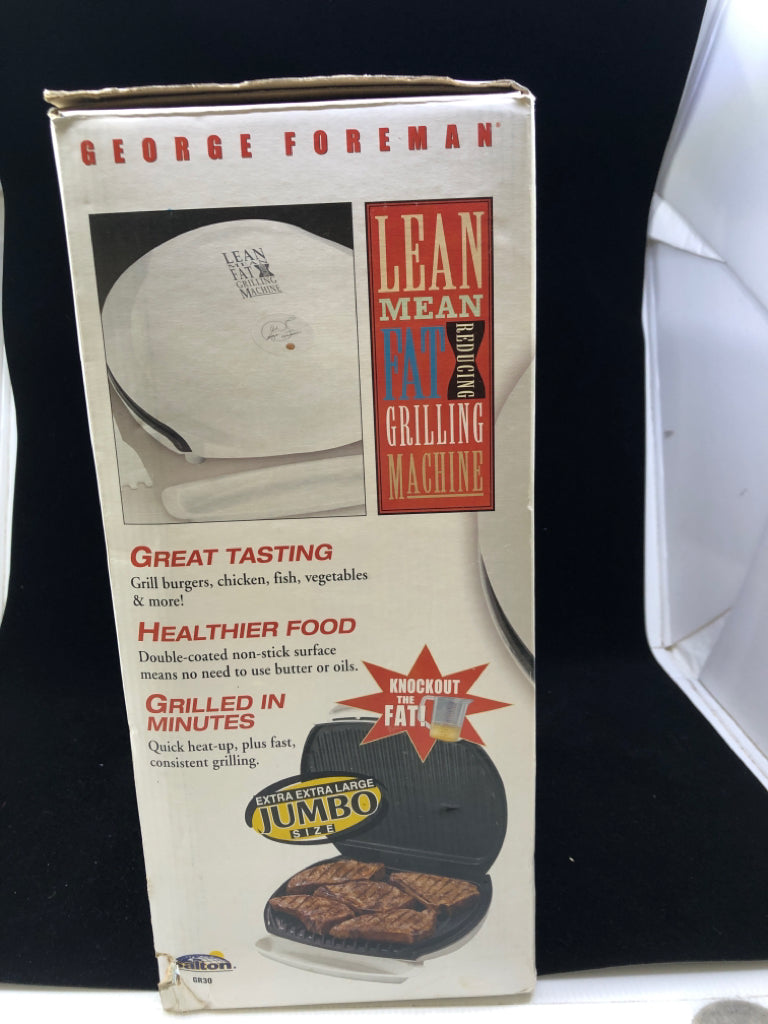 GEORGE FOREMAN
LEAN
MEAN
FAT
REDUCING
GRILLING
MACHINE
LEAN
MEAN
FAT
GRILLING
MACHINE
GREAT TASTING
Grill burgers, chicken, fish, vegetables
& more!
HEALTHIER FOOD
Double-coated non-stick surface
means no need to use butter or oils.
GRILLED IN
MINUTES
Quick heat-up, plus fast,
consistent grilling.
KNOCKOUT
THE
FAT!
EXTRA EXTRA LARGE
JUMBO
SIZE
salton.
GR30